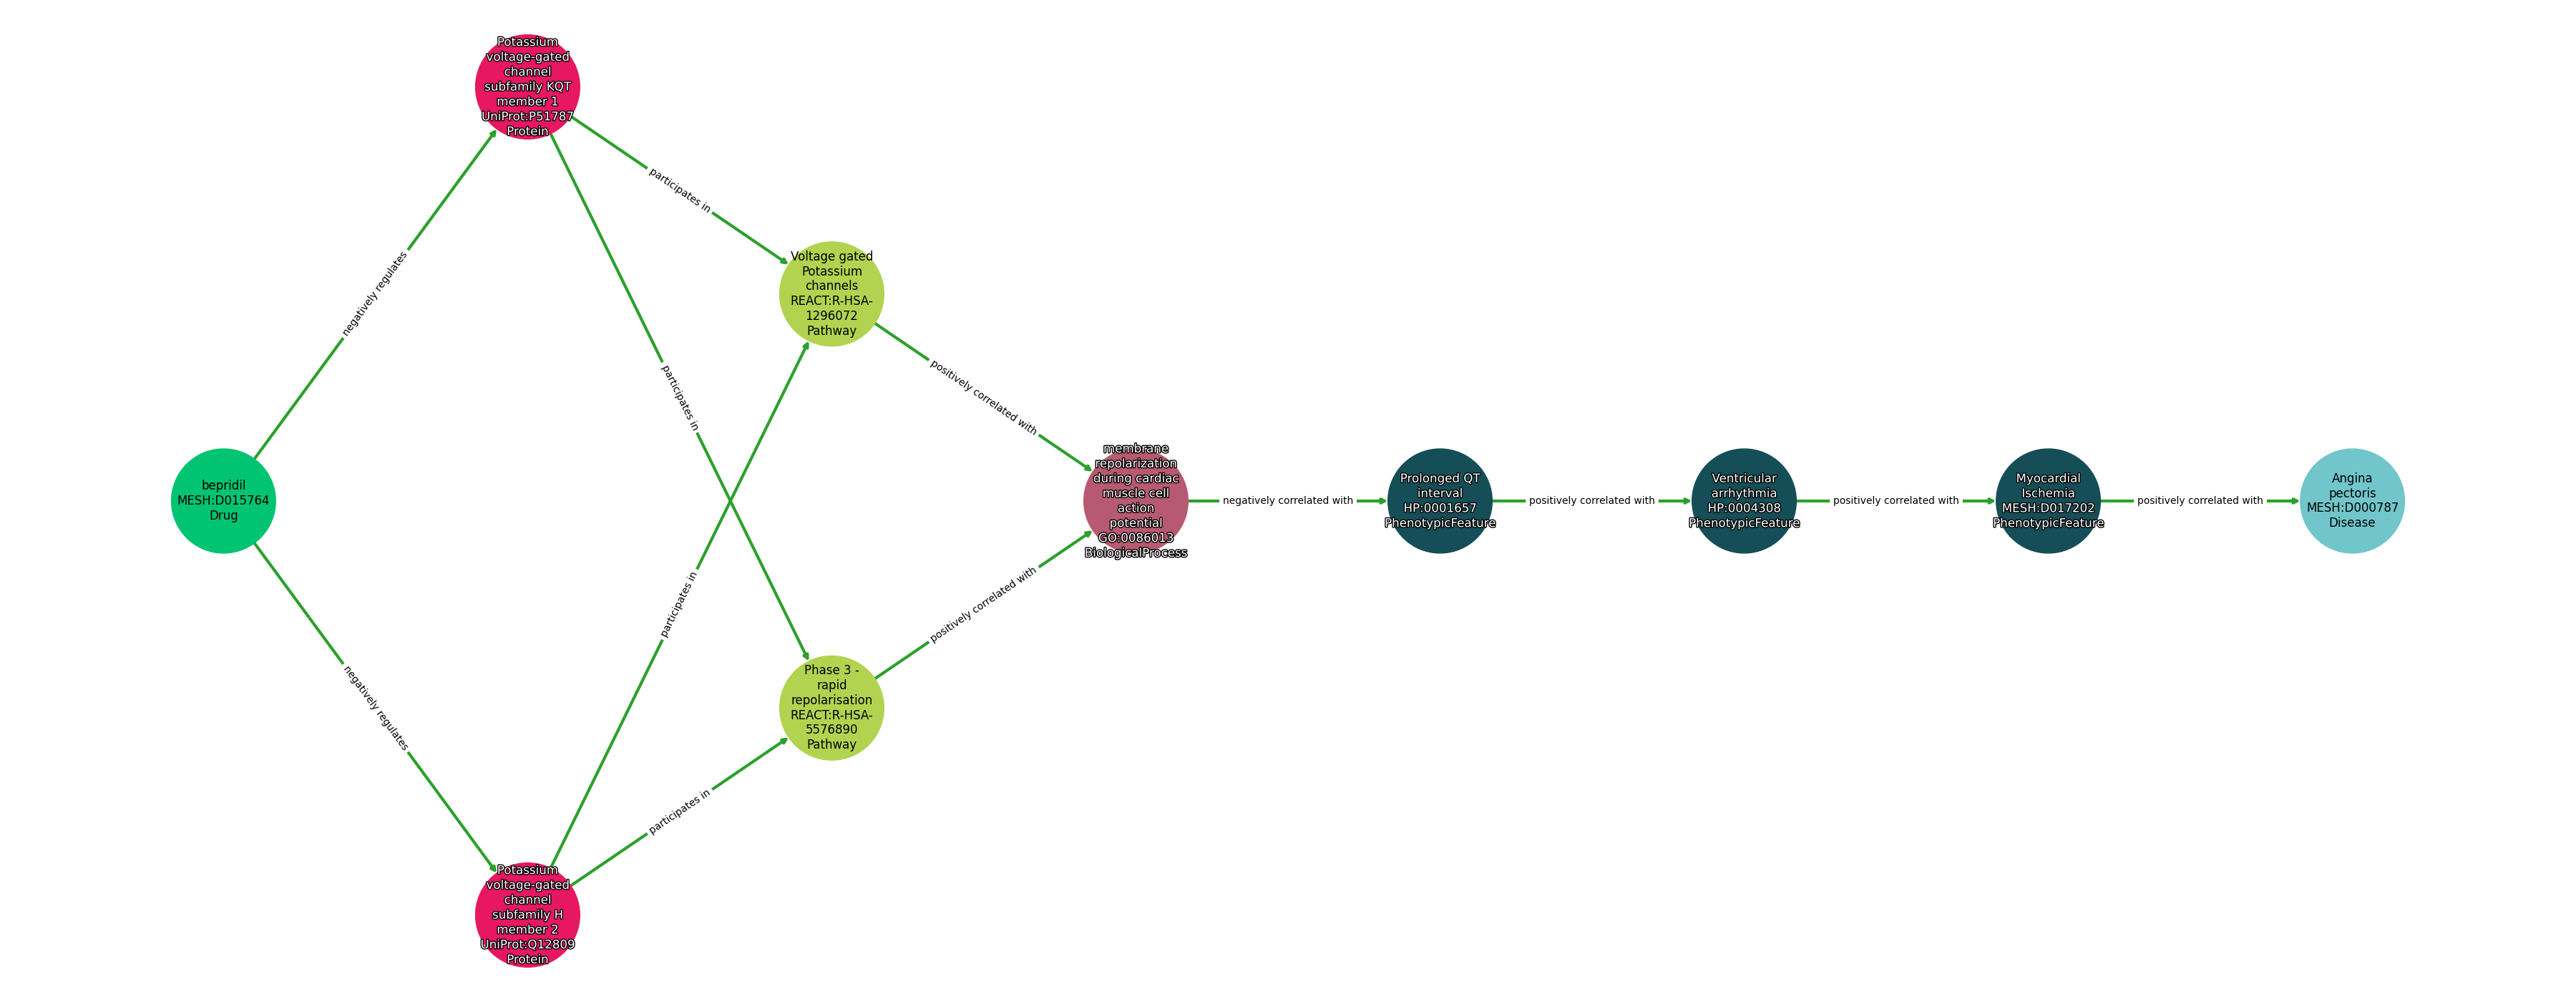 Potassium
voltage-gated
channel
subfamily KQT
member 1
UniProt:P51787
Protein
participates in
negatively regulates
Voltage gated
Potassium
channels
REACT:R-HSA-
1296072
Pathway
participates in
positively correlated with
bepridil
MESH:D015764
Drug
membrane
repolarization
during cardiac
muscle cell
action
potential
GO:0086013
BiologicalProcess
negatively correlated with
Prolonged QT
interval
HP:0001657
PhenotypicFeature
positively correlated with
Ventricular
arrhythmia
HP:0004308
PhenotypicFeature
positively correlated with
Myocardial
Ischemia
MESH:D017202
PhenotypicFeature
positively correlated with
Angina
pectoris
MESH:D000787
Disease
participates in
positively correlated with
negatively regulates
Phase 3 -
rapid
repolarisation
REACT:R-HSA-
5576890
Pathway
participates in
Potassium
voltage-gated
channel
subfamily H
member 2
UniProt:Q12809
Protein